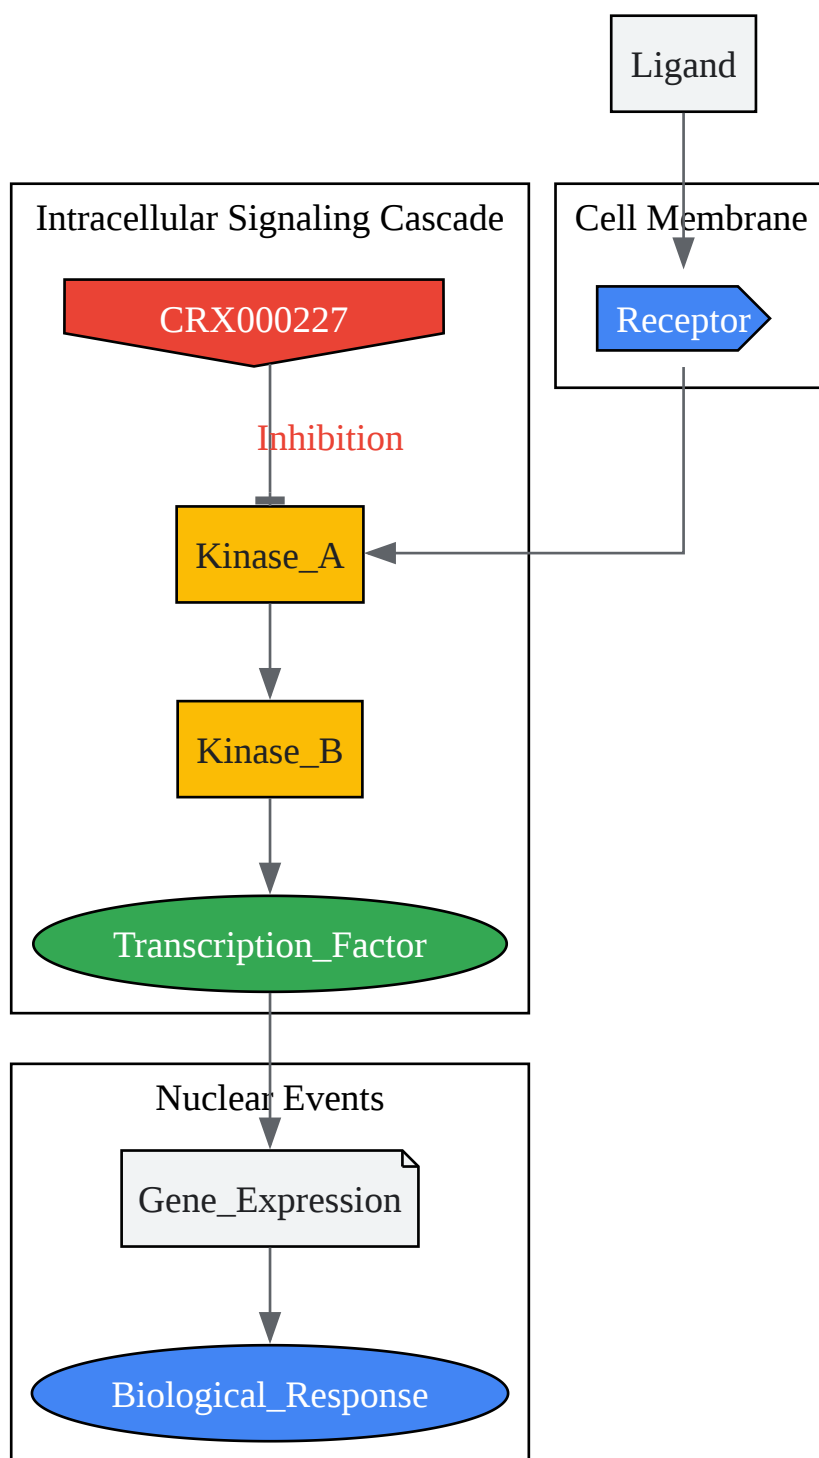 Ligand
Intracellular Signaling Cascade
Cell Membrane
CRX000227
Receptor
Inhibition
Kinase_A
Kinase_B
Transcription_Factor
Nuclear Events
Gene_Expression
Biological_Response